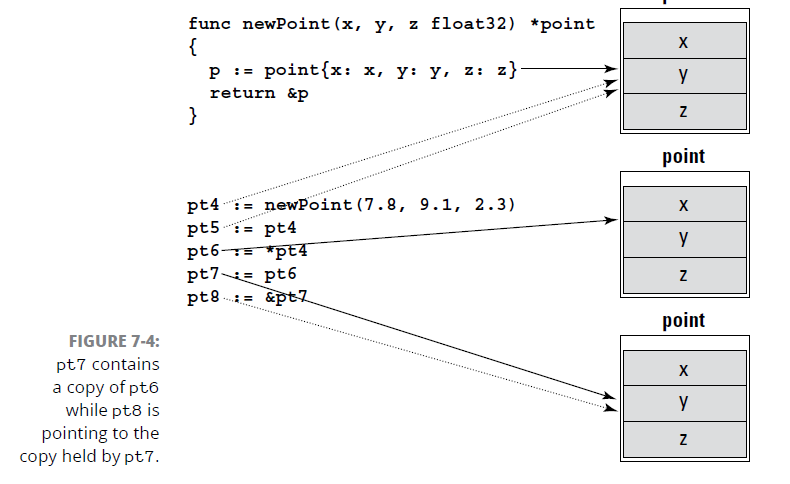 func newPoint(x, y, z float32) *point
{
p := point{x: x, y: y, z: z}
return &p
}
x
y
z
pt4 := newPoint(7.8, 9.1, 2.3)
pt5 := pt4
pt6 := *pt4
pt7 := pt6
pt8 := &pt7
point
x
y
z
point
x
y
z
FIGURE 7-4:
pt7 contains
a copy of pt6
while pt8 is
pointing to the
copy held by pt7.